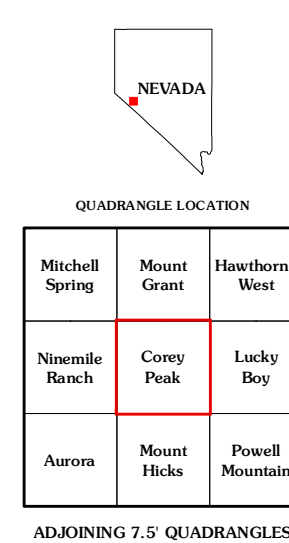 NEVADA
QUADRANGLE LOCATION
Mitchell Spring
Mount Grant
Hawthorn West
Ninemile Ranch
Corey Peak
Lucky Boy
Aurora
Mount Hicks
Powell Mountain
ADJOINING 7.5' QUADRANGLES